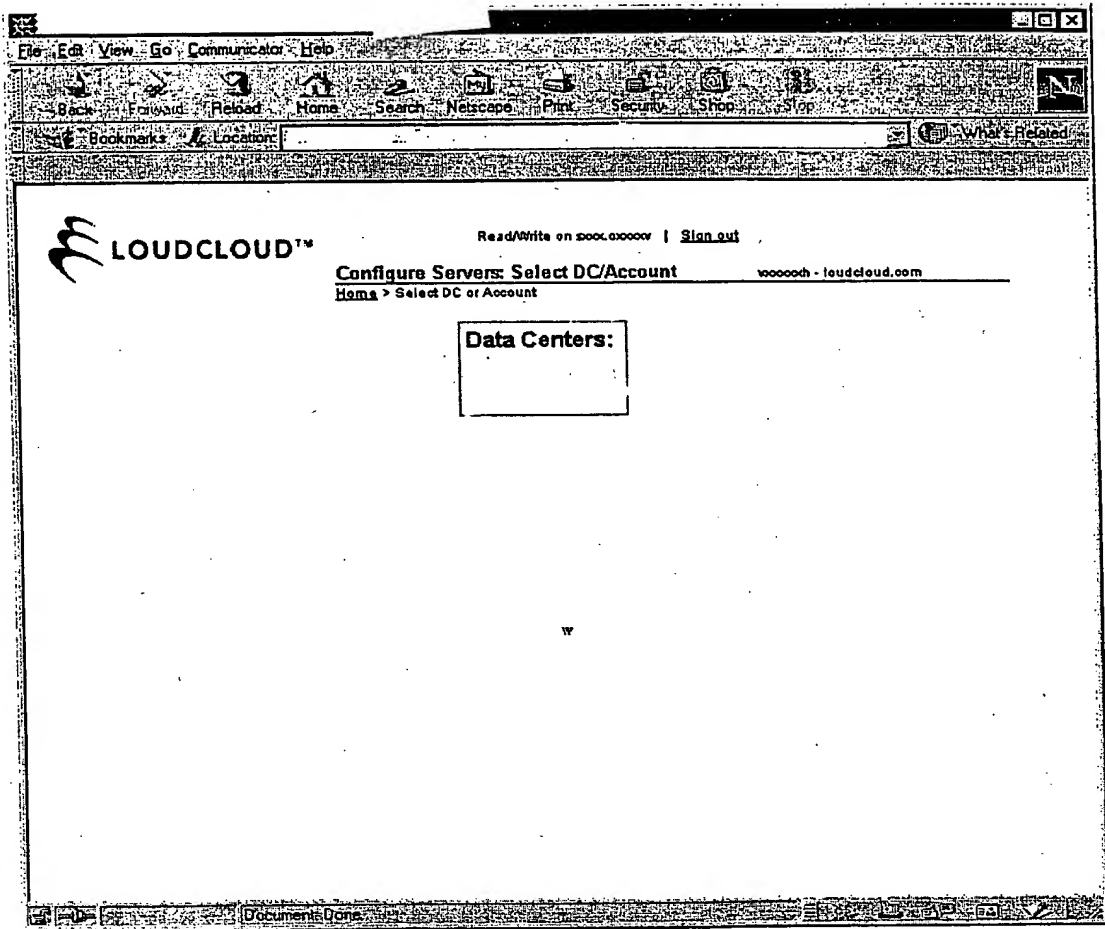 File Edit View Go Communicator Help
Back Forward Reload Home Search Netscape Print Security Shop Stop
Bookmarks Location: What's Related
LOUDCLOUD™
Read/Write on | Sign out
Configure Servers: Select DC/Account - loudcloud.com
Home > Select DC or Account
Data Centers:
w
Document: Done